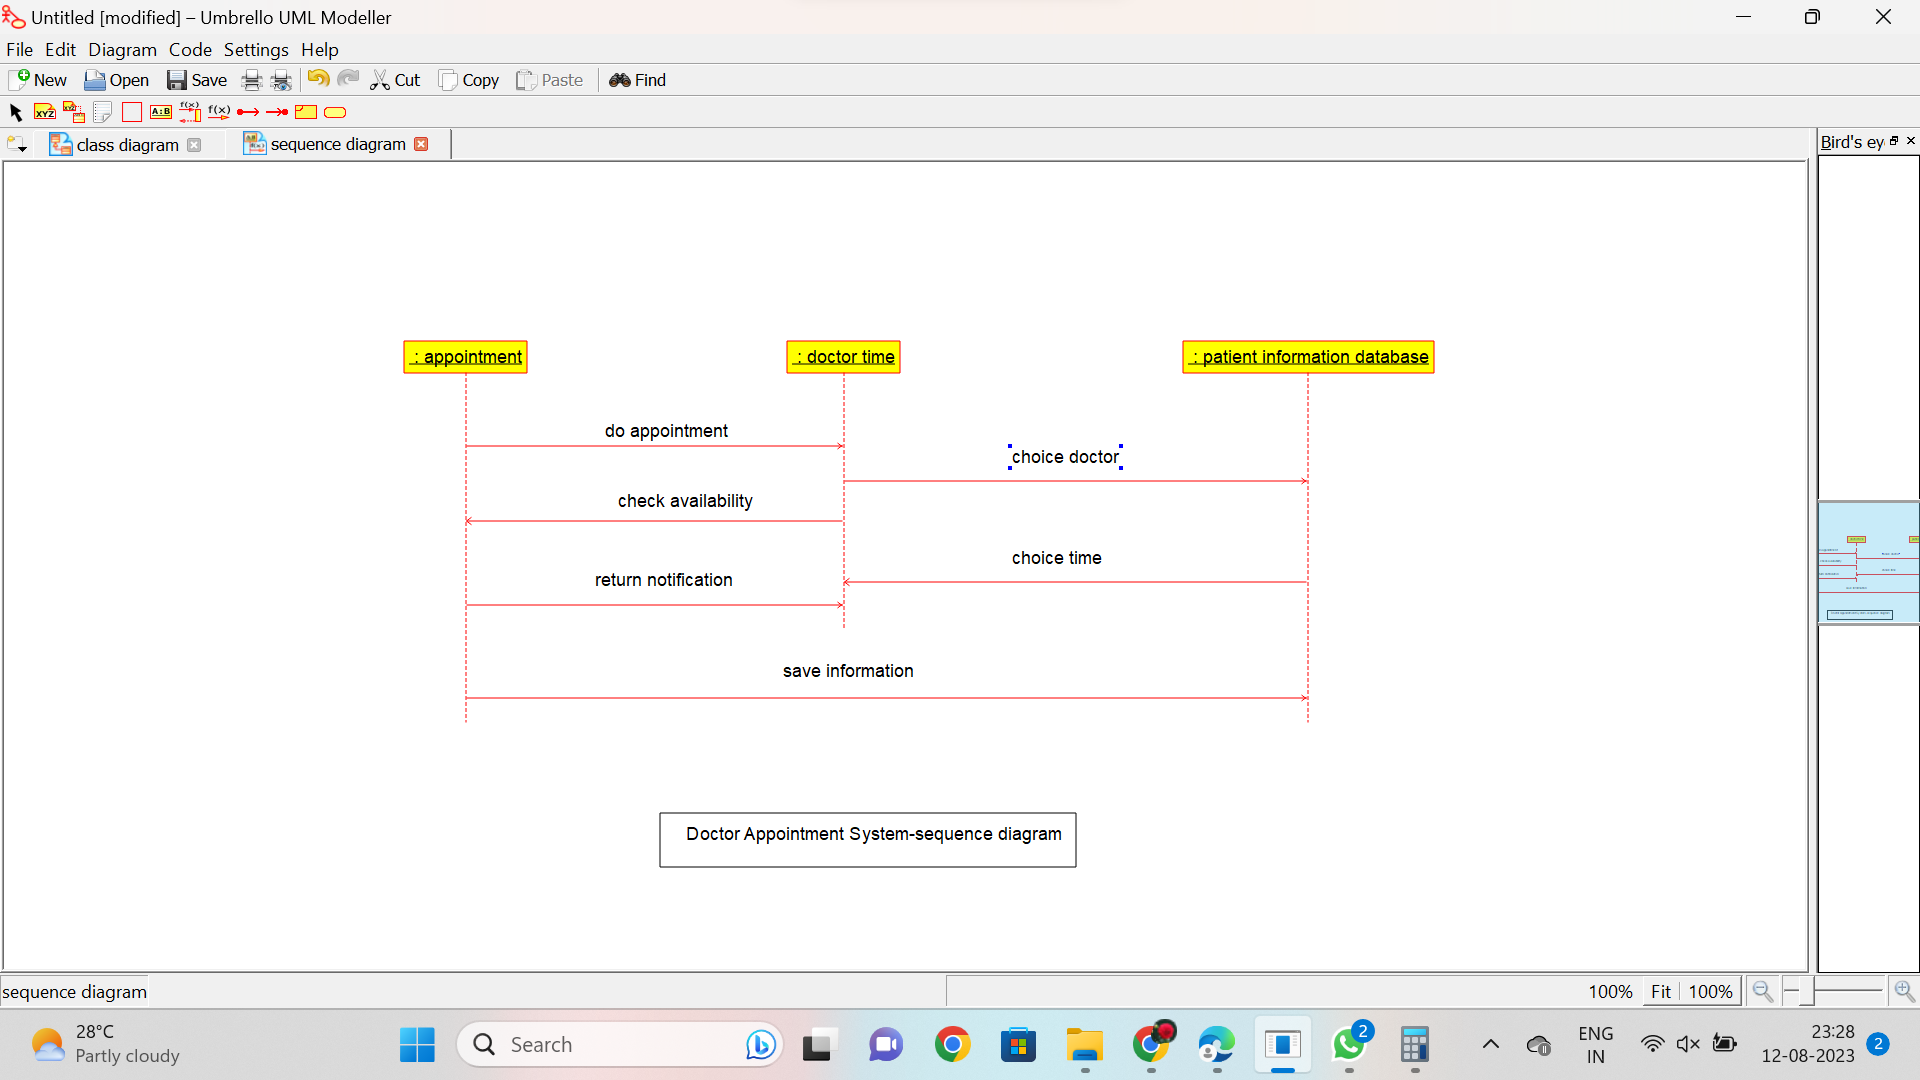 Untitled [modified] – Umbrello UML Modeller
File Edit Diagram Code Settings Help
New Open Save Cut Copy Paste Find
XYZ XYZ A:B f(x) f(x)
class diagram sequence diagram
Bird's ey
: appointment : doctor time : patient information database
do appointment
choice doctor
check availability
choice time
return notification
save information
Doctor Appointment System-sequence diagram
sequence diagram 100% Fit 100%
28°C
Partly cloudy
Search
2
ENG
IN
23:28
12-08-2023
2